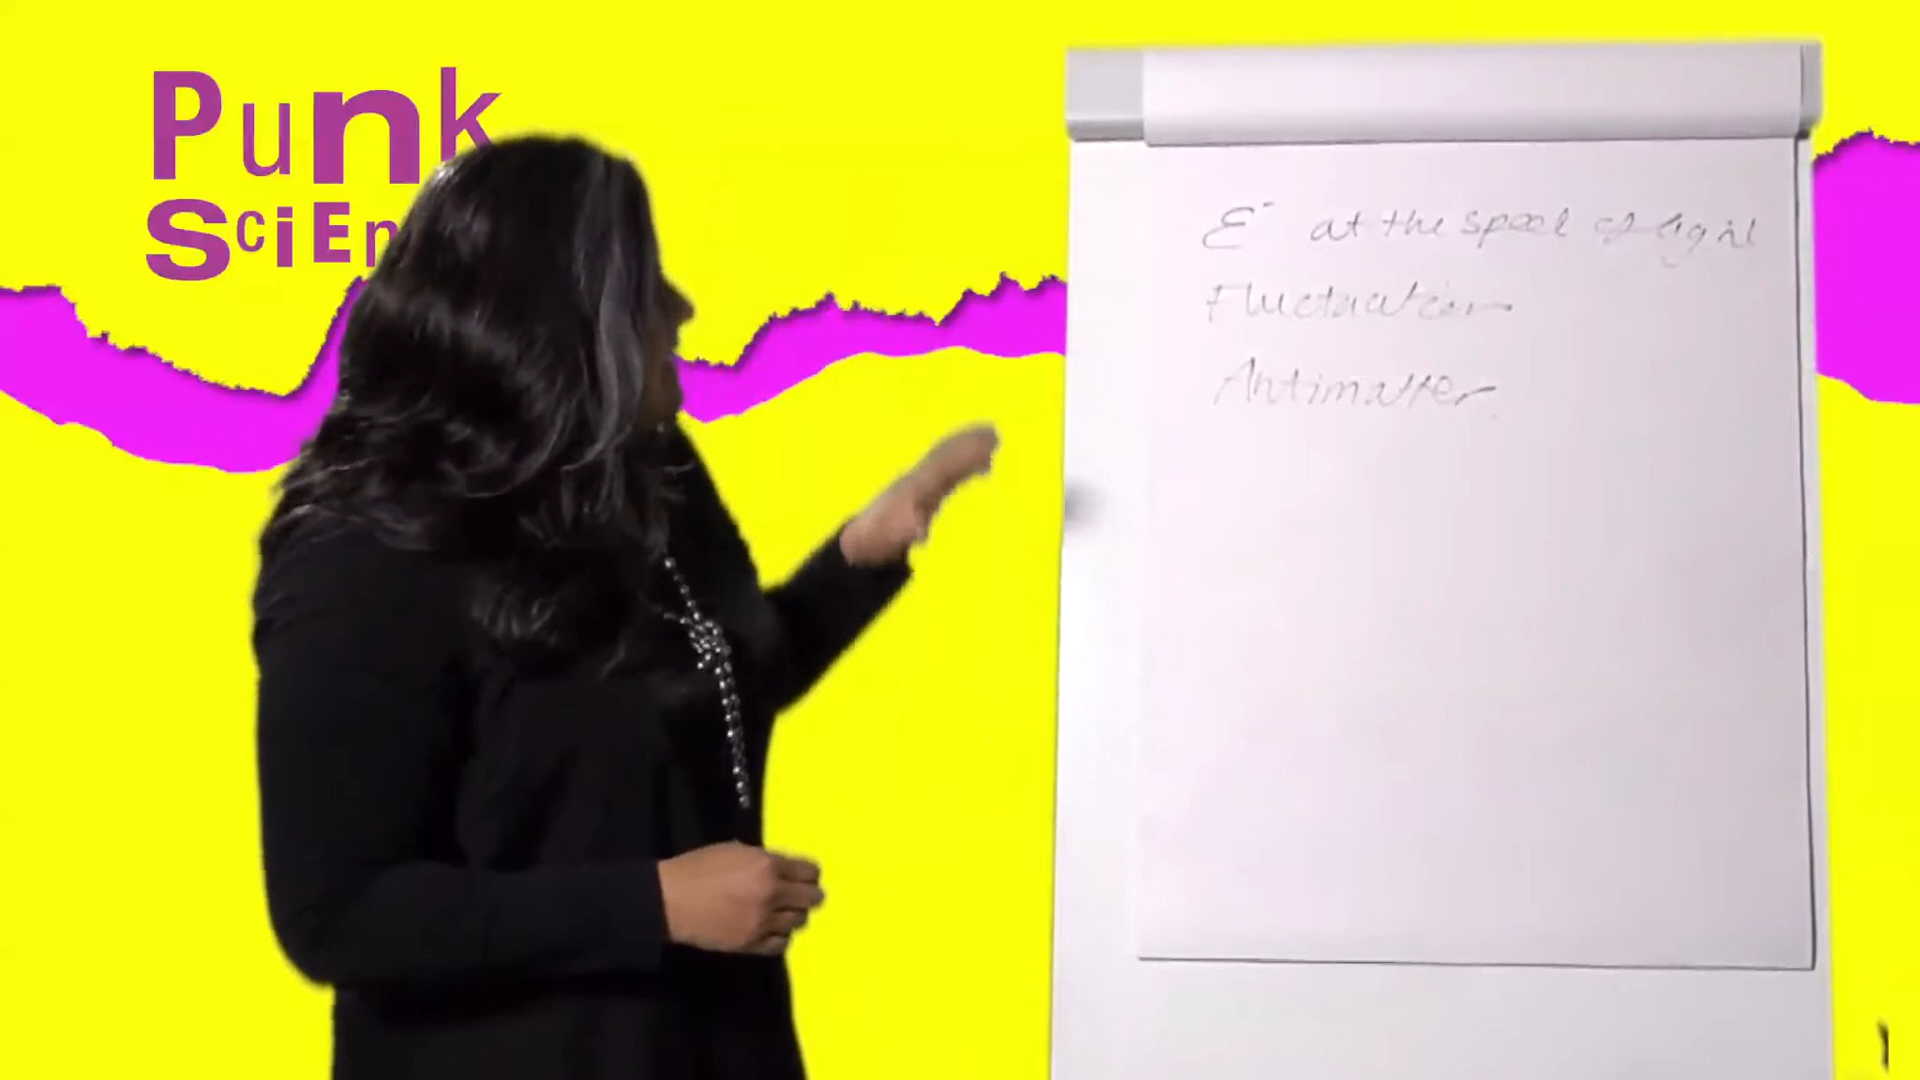 Punk
SciEn
E- at the speed of light
Fluctuation
Antimatter